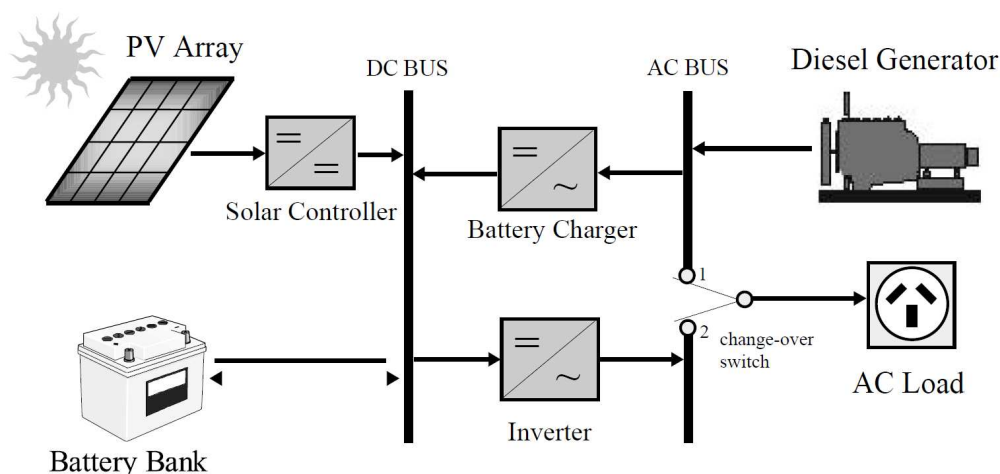 PV Array
DC BUS
AC BUS
Diesel Generator
Solar Controller
Battery Charger
1
2
change-over
switch
AC Load
Inverter
Battery Bank